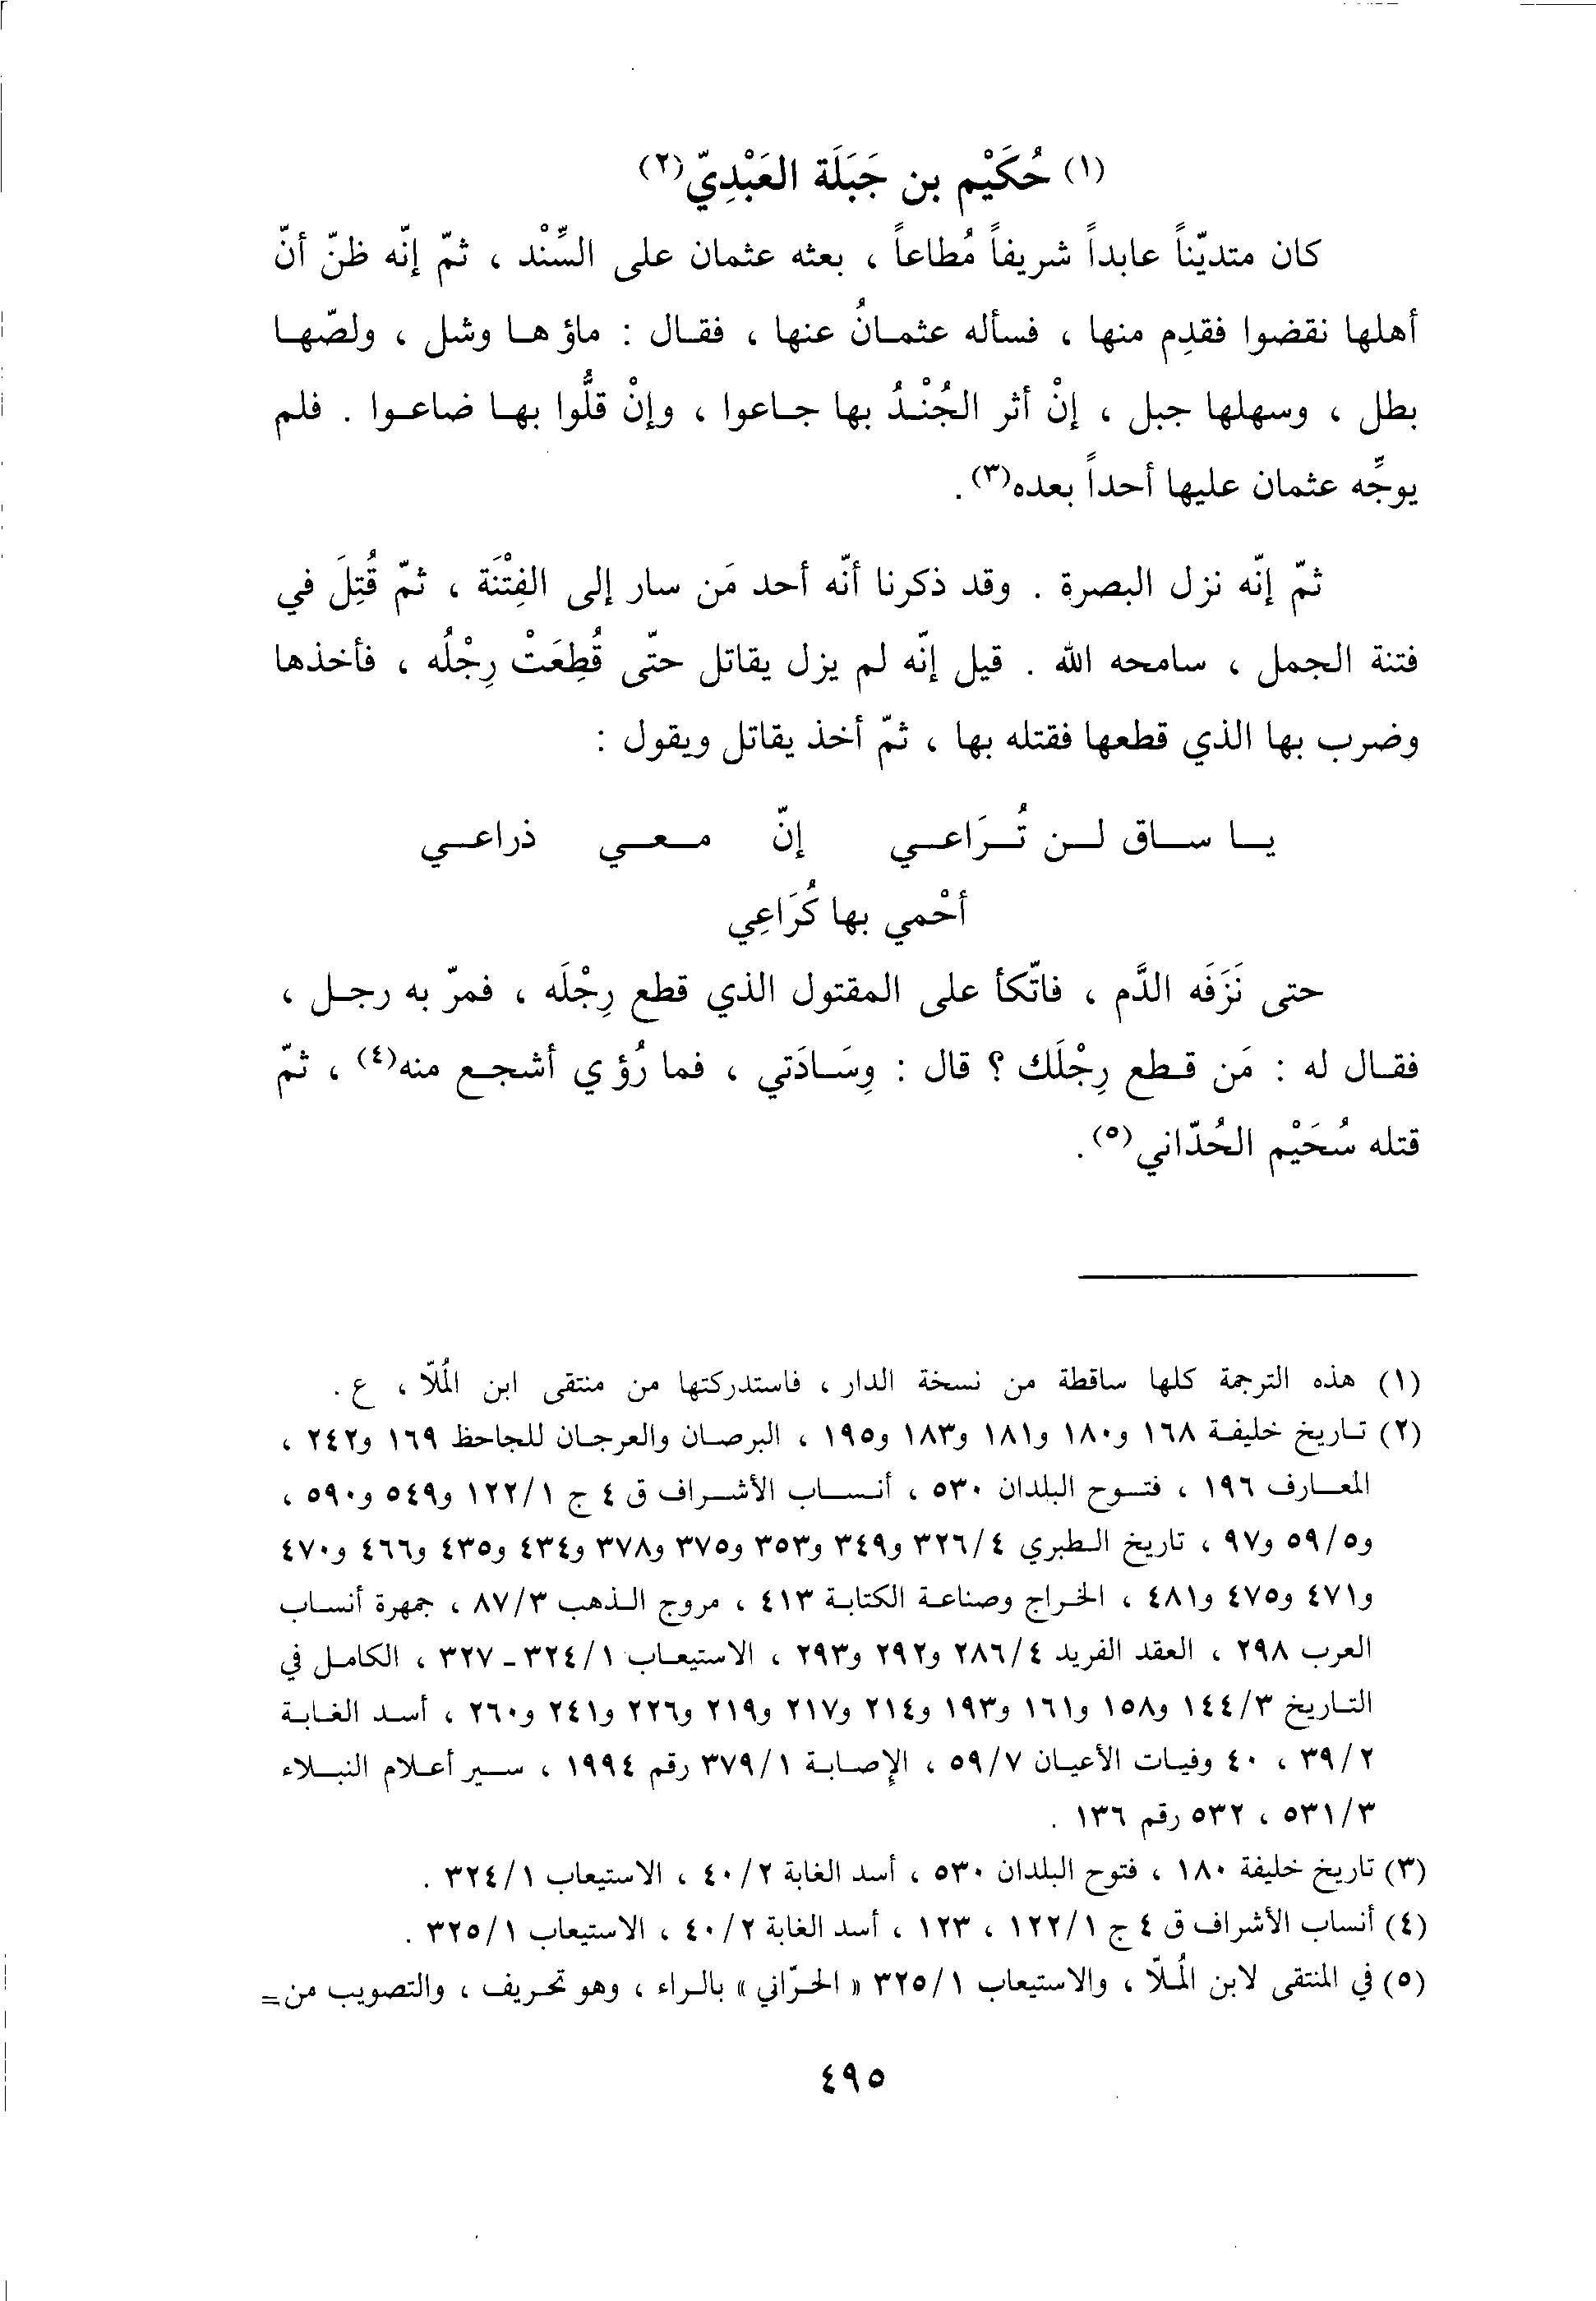 (١) حُكَيْم بن جَبَلَة العَبْدِيّ(٢)
كان متديّناً عابداً شريفاً مُطاعاً ، بعثه عثمان على السِّنْد ، ثمّ إنّه ظنّ أنّ
أهلها نقضوا فقدِم منها ، فسأله عثمانُ عنها ، فقال : ماؤها وشل ، ولصّها
بطل ، وسهلها جبل ، إنْ أثر الجُنْدُ بها جاعوا ، وإنْ قلُّوا بها ضاعوا . فلم
يوجِّه عثمان عليها أحداً بعده(٣) .
ثمّ إنّه نزل البصرة . وقد ذكرنا أنّه أحد مَن سار إلى الفِتْنَة ، ثمّ قُتِلَ في
فتنة الجمل ، سامحه الله . قيل إنّه لم يزل يقاتل حتّى قُطِعَتْ رِجْلُه ، فأخذها
وضرب بها الذي قطعها فقتله بها ، ثمّ أخذ يقاتل ويقول :
يا ساق لن تُرَاعي إنّ معي ذراعي
أحْمي بها كُرَاعِي
حتى نَزَفَه الدَّم ، فاتّكأ على المقتول الذي قطع رِجْلَه ، فمرّ به رجل ،
فقال له : مَن قطع رِجْلَك ؟ قال : وِسَادَتي ، فما رُؤي أشجع منه(٤) ، ثمّ
قتله سُحَيْم الحُدّاني(٥) .
(١) هذه الترجمة كلها ساقطة من نسخة الدار ، فاستدركتها من منتقى ابن المُلّا ، ع .
(٢) تاريخ خليفة ١٦٨ و١٨٠ و١٨١ و١٨٣ و١٩٥ ، البرصان والعرجان للجاحظ ١٦٩ و٢٤٢ ،
المعارف ١٩٦ ، فتوح البلدان ٥٣٠ ، أنساب الأشراف ق ٤ ج ١/١٢٢ و٥٤٩ و٥٩٠ ،
و٥/٥٩ و٩٧ ، تاريخ الطبري ٤/٣٢٦ و٣٤٩ و٣٥٣ و٣٧٥ و٣٧٨ و٤٣٤ و٤٣٥ و٤٦٦ و٤٧٠
و٤٧١ و٤٧٥ و٤٨١ ، الخراج وصناعة الكتابة ٤١٣ ، مروج الذهب ٣/٨٧ ، جمهرة أنساب
العرب ٢٩٨ ، العقد الفريد ٤/٢٨٦ و٢٩٢ و٢٩٣ ، الاستيعاب ١/٣٢٤ - ٣٢٧ ، الكامل في
التاريخ ٣/١٤٤ و١٥٨ و١٦١ و١٩٣ و٢١٤ و٢١٧ و٢١٩ و٢٢٦ و٢٤١ و٢٦٠ ، أسد الغابة
٢/٣٩ ، ٤٠ وفيات الأعيان ٧/٥٩ ، الإصابة ١/٣٧٩ رقم ١٩٩٤ ، سير أعلام النبلاء
٣/٥٣١ ، ٥٣٢ رقم ١٣٦ .
(٣) تاريخ خليفة ١٨٠ ، فتوح البلدان ٥٣٠ ، أسد الغابة ٢/٤٠ ، الاستيعاب ١/٣٢٤ .
(٤) أنساب الأشراف ق ٤ ج ١/١٢٢ ، ١٢٣ ، أسد الغابة ٢/٤٠ ، الاستيعاب ١/٣٢٥ .
(٥) في المنتقى لابن المُلّا ، والاستيعاب ١/٣٢٥ « الحرّاني » بالراء ، وهو تحريف ، والتصويب من=
٤٩٥